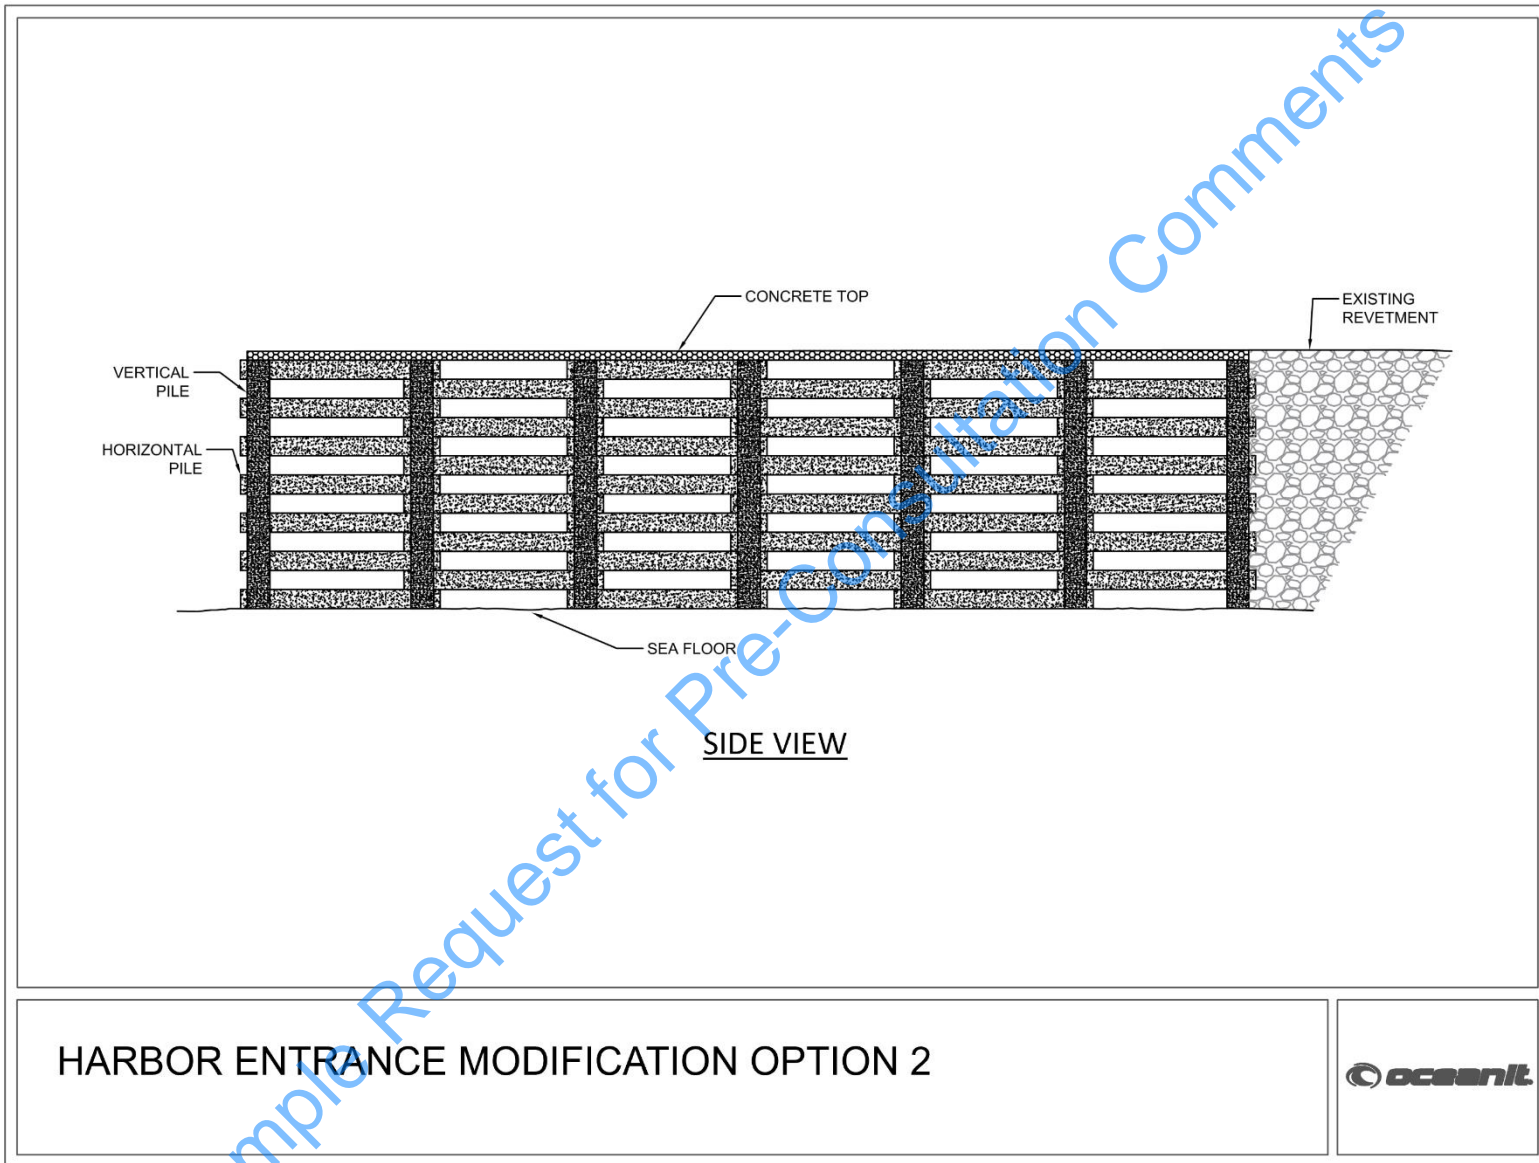 CONCRETE TOP
EXISTING
REVETMENT
VERTICAL
PILE
HORIZONTAL
PILE
SEA FLOOR
SIDE VIEW
HARBOR ENTRANCE MODIFICATION OPTION 2
oceanit
Request for Pre-Consultation Comments